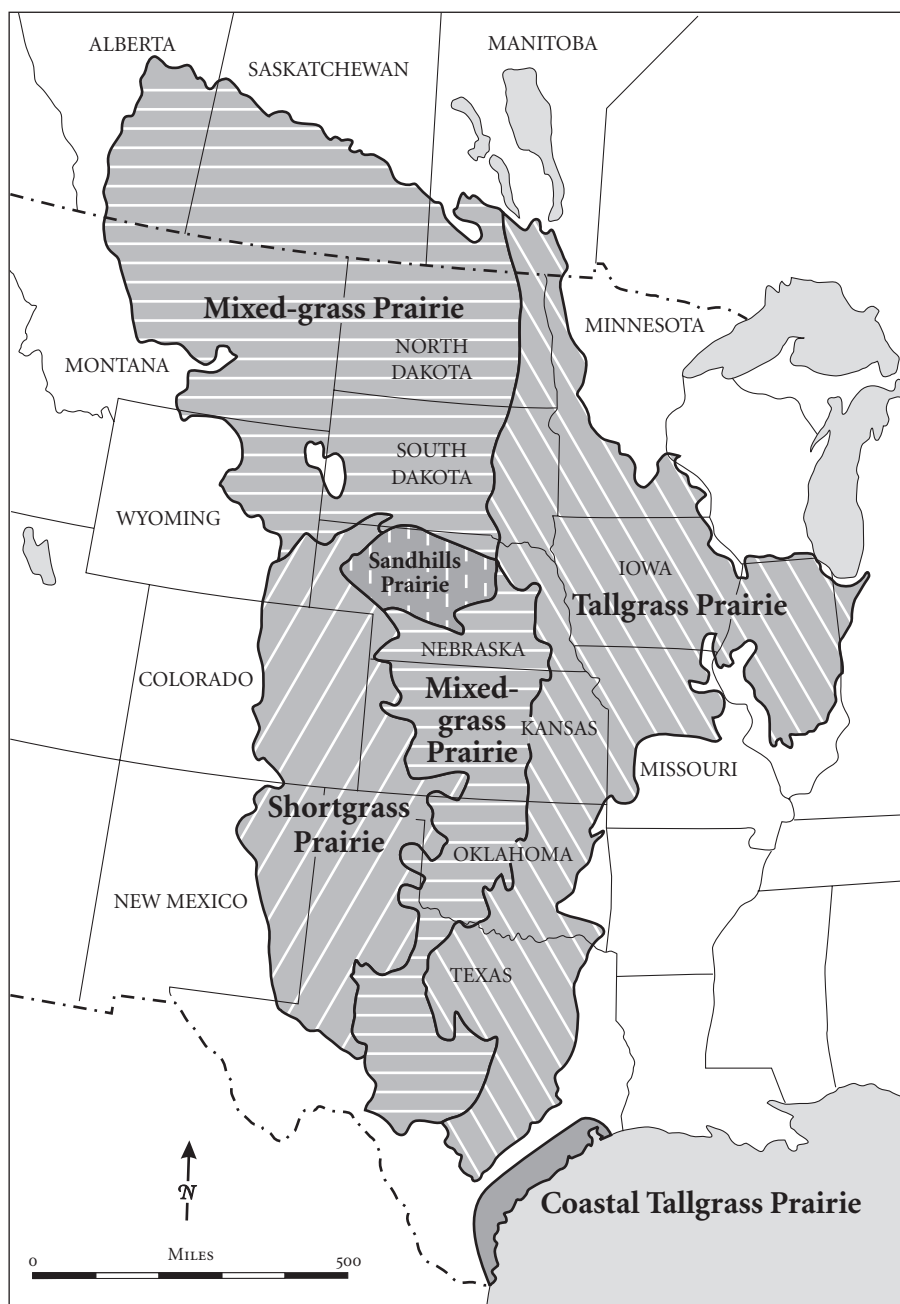 ALBERTA
SASKATCHEWAN
MANITOBA
Mixed-grass Prairie
MINNESOTA
NORTH
DAKOTA
MONTANA
SOUTH
DAKOTA
WYOMING
Sandhills
Prairie
IOWA
Tallgrass Prairie
NEBRASKA
COLORADO
Mixed-
grass
Prairie
KANSAS
MISSOURI
Shortgrass
Prairie
OKLAHOMA
NEW MEXICO
TEXAS
N
Coastal Tallgrass Prairie
MILES
0 500